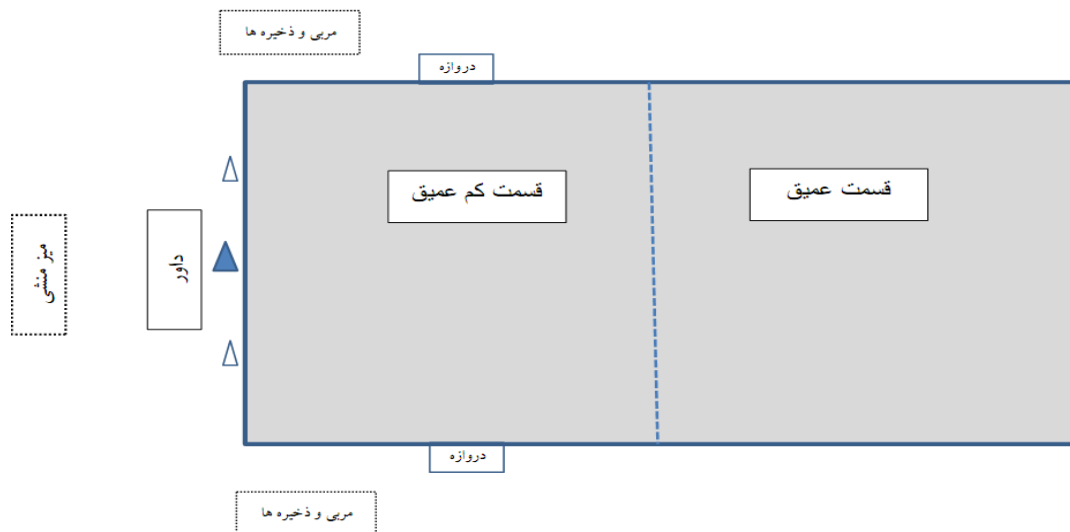 مربی و ذخیره ها
دروازه
قسمت عمیق
قسمت کم عمیق
داور
میز منشی
دروازه
مربی و ذخیره ها